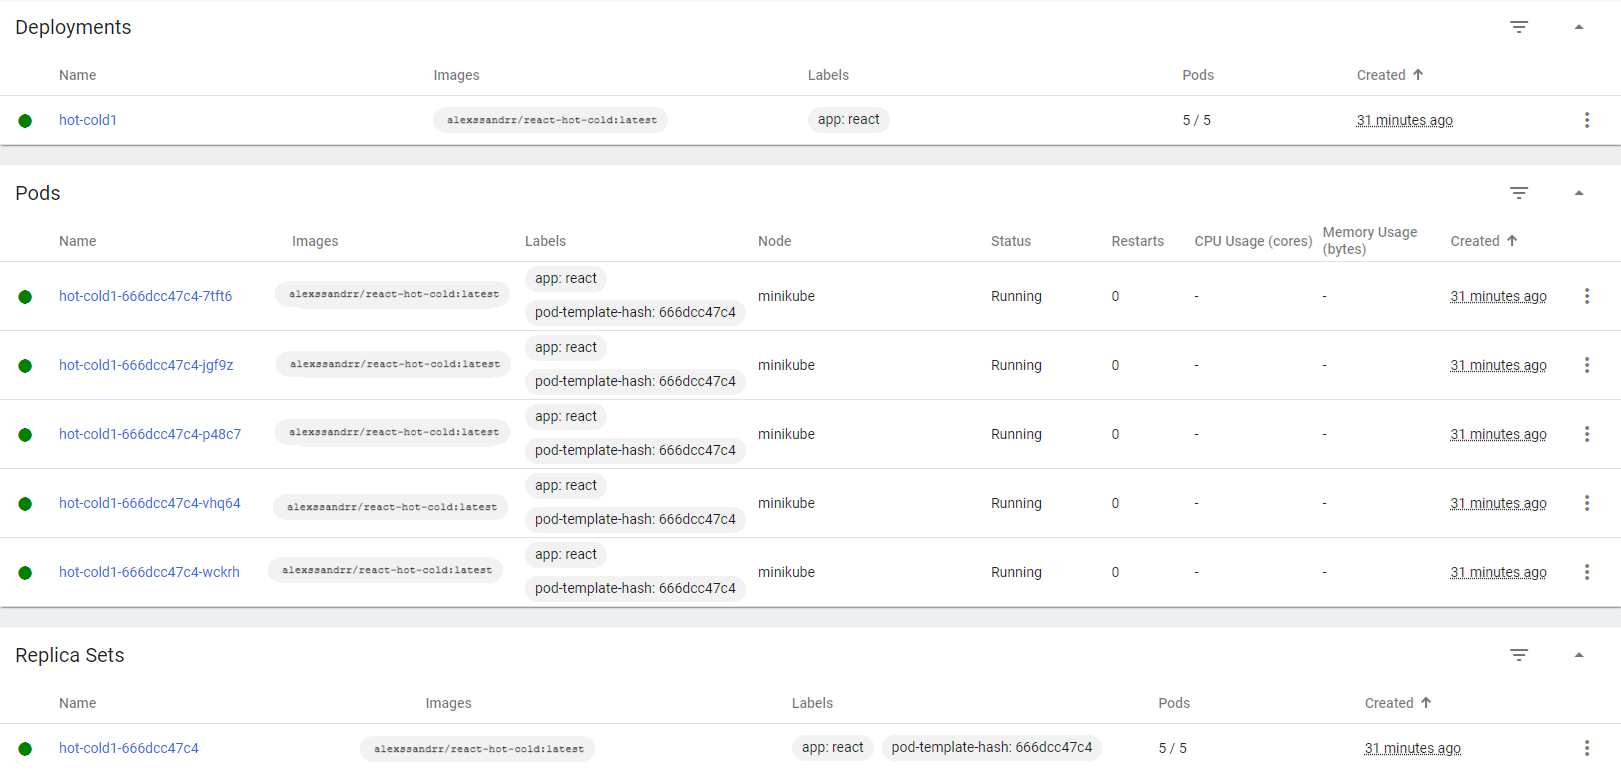 Deployments
Name Images Labels Pods Created
hot-cold1 alexssandrr/react-hot-cold:latest app: react 5 / 5 31 minutes ago
Pods
Name Images Labels Node Status Restarts CPU Usage (cores) Memory Usage (bytes) Created
hot-cold1-666dcc47c4-7tft6 alexssandrr/react-hot-cold:latest app: react pod-template-hash: 666dcc47c4 minikube Running 0 - - 31 minutes ago
hot-cold1-666dcc47c4-jgf9z alexssandrr/react-hot-cold:latest app: react pod-template-hash: 666dcc47c4 minikube Running 0 - - 31 minutes ago
hot-cold1-666dcc47c4-p48c7 alexssandrr/react-hot-cold:latest app: react pod-template-hash: 666dcc47c4 minikube Running 0 - - 31 minutes ago
hot-cold1-666dcc47c4-vhq64 alexssandrr/react-hot-cold:latest app: react pod-template-hash: 666dcc47c4 minikube Running 0 - - 31 minutes ago
hot-cold1-666dcc47c4-wckrh alexssandrr/react-hot-cold:latest app: react pod-template-hash: 666dcc47c4 minikube Running 0 - - 31 minutes ago
Replica Sets
Name Images Labels Pods Created
hot-cold1-666dcc47c4 alexssandrr/react-hot-cold:latest app: react pod-template-hash: 666dcc47c4 5 / 5 31 minutes ago